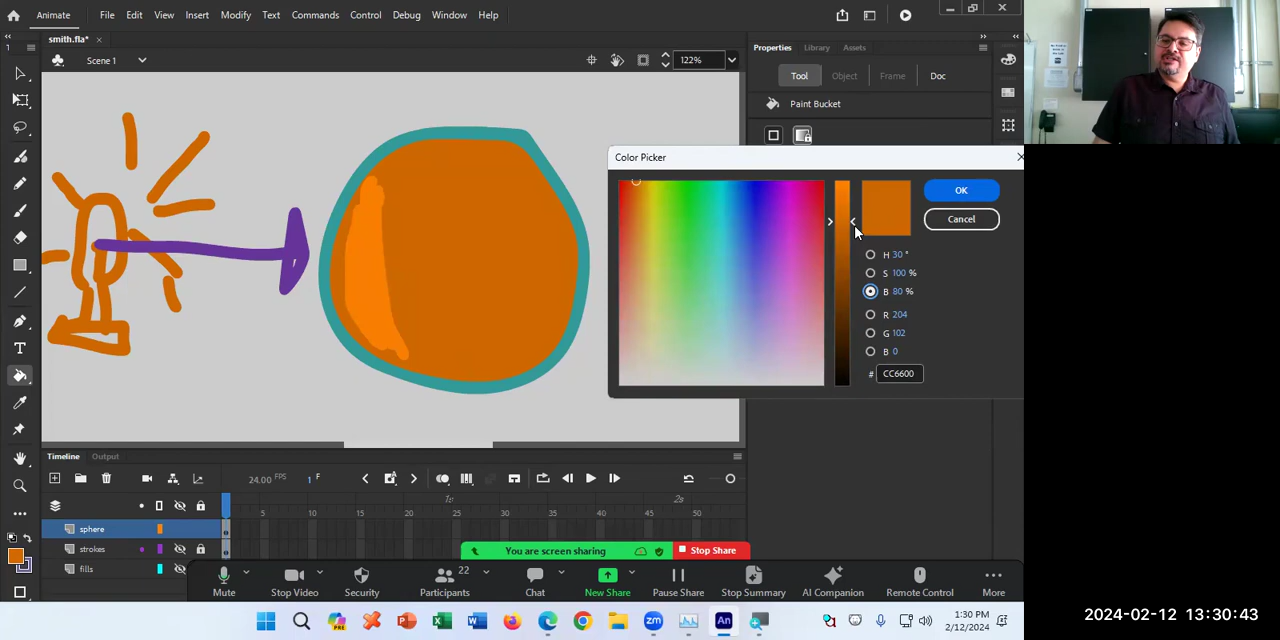 Animate File Edit View Insert Modify Text Commands Control Debug Window Help
smith.fla* ×
Properties Library Assets
1 Scene 1 122%
Tool Object Frame Doc
Paint Bucket
Color Picker
OK
Cancel
H 30 °
S 100 %
B 80 %
R 204
G 102
B 0
# CC6600
Timeline Output
24.00 FPS 1 F
1s 2s
5 10 15 20 25 30 35 40 45 50
sphere
strokes
fills
You are screen sharing Stop Share
22
Mute Stop Video Security Participants Chat New Share Pause Share Stop Summary AI Companion Remote Control More
1:30 PM
2/12/2024
2024-02-12 13:30:43